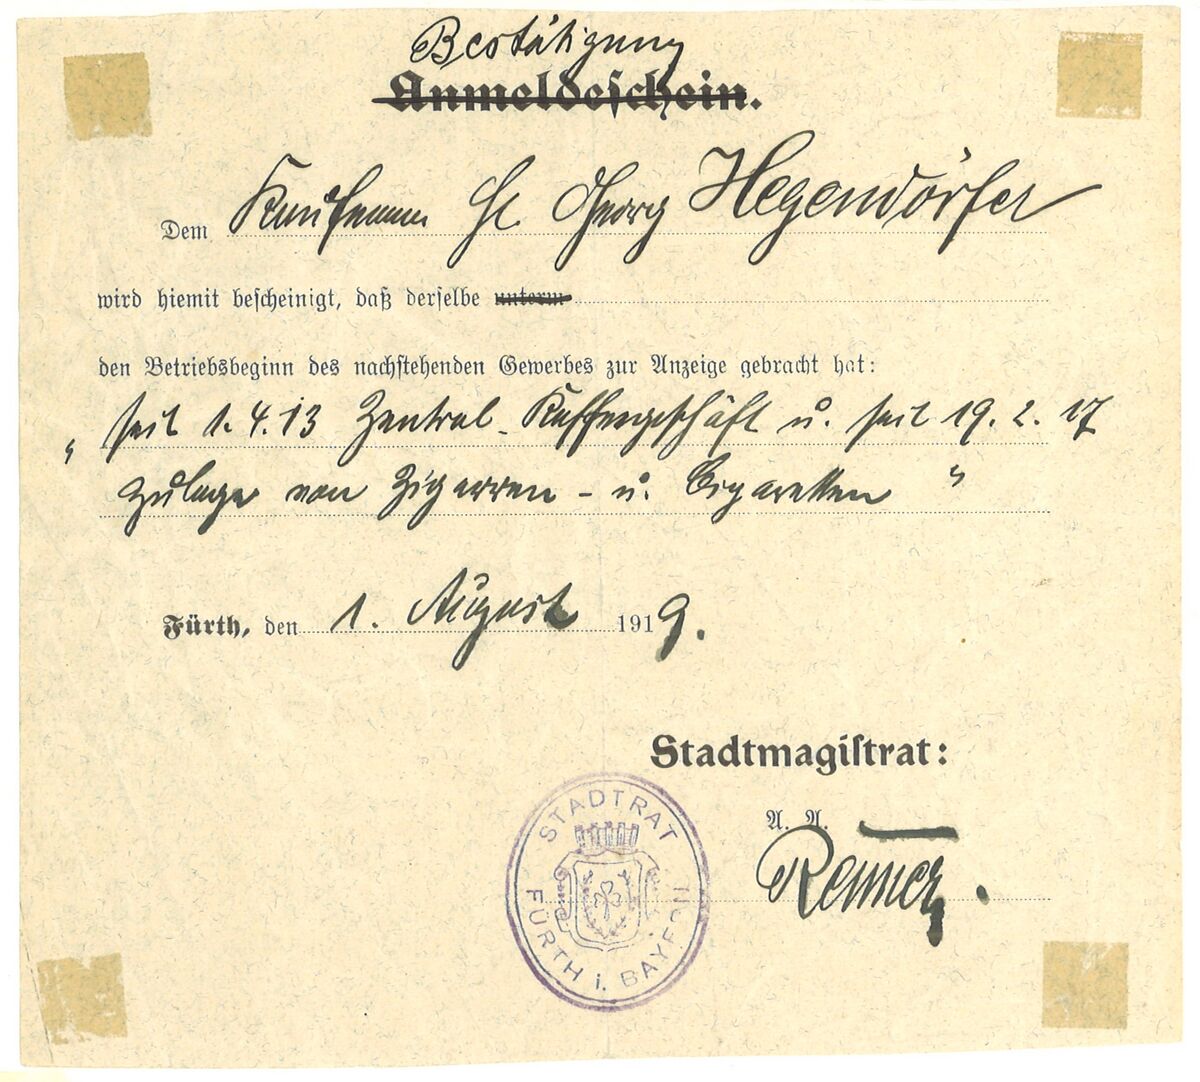 Bestätigung
Anmeldeschein.
Dem Kaufmann H Georg Hegendörfer
wird hiemit bescheinigt, daß derselbe unterm
den Betriebsbeginn des nachstehenden Gewerbes zur Anzeige gebracht hat:
„ seit 1.4.13 Zentral-Kaffeegeschäft u. seit 19.2.17
Zulage von Zigarren- u. Cigaretten “
Fürth, den 1. August 1919.
Stadtmagistrat:
A. A.
Renner.
STADTRAT
FÜRTH i. BAYERN